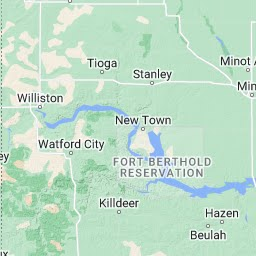 Tioga
Minot A
Stanley
Williston
Min
New Town
Watford City
ey
FORT BERTHOLD
RESERVATION
Killdeer
Hazen
Beulah